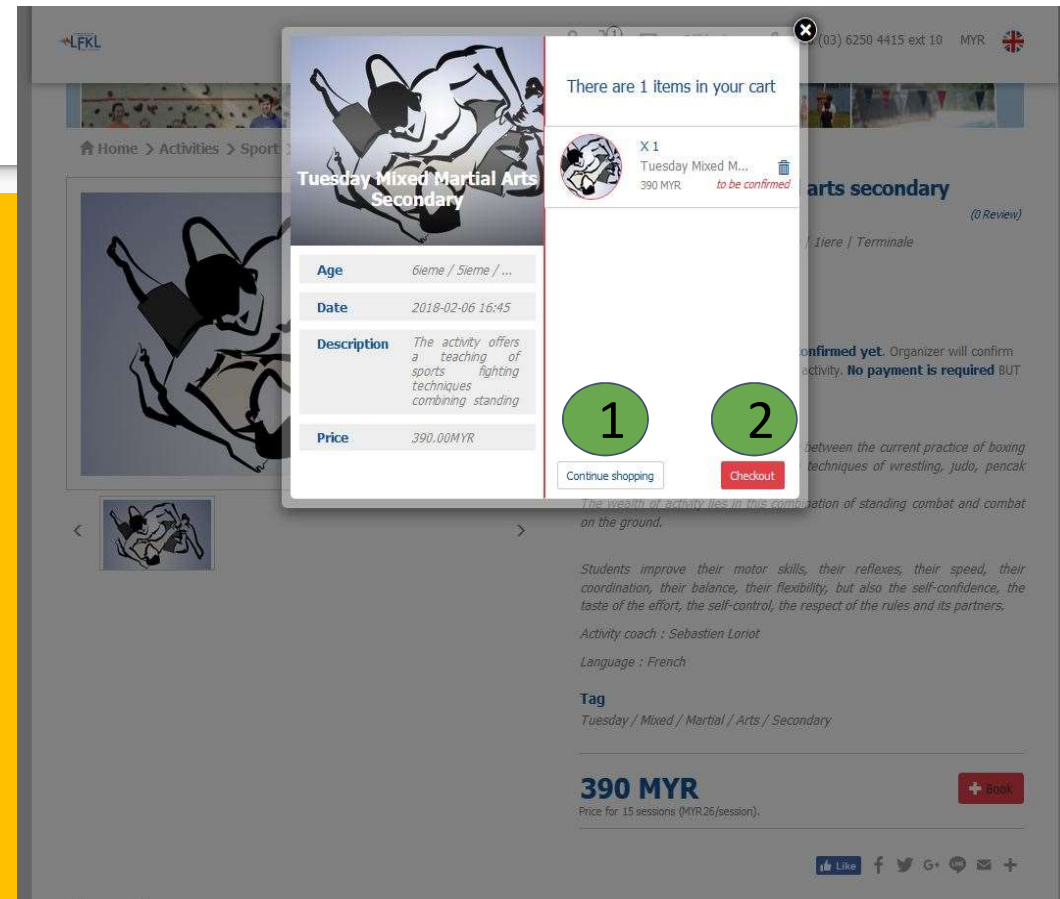 LFKL
(03) 6250 4415 ext 10 MYR
Home > Activities > Sport
Tuesday Mixed Martial Arts
Secondary
Age 6ieme / 5ieme / ...
Date 2018-02-06 16:45
Description The activity offers
a teaching of
sports fighting
techniques
combining standing
Price 390.00MYR
There are 1 items in your cart
X 1
Tuesday Mixed M...
390 MYR to be confirmed
1
2
Continue shopping
Checkout
arts secondary
(0 Review)
| 1iere | Terminale
onfirmed yet. Organizer will confirm
activity. No payment is required BUT
between the current practice of boxing
techniques of wrestling, judo, pencak
The wealth of activity lies in this combination of standing combat and combat
on the ground.
Students improve their motor skills, their reflexes, their speed, their
coordination, their balance, their flexibility, but also the self-confidence, the
taste of the effort, the self-control, the respect of the rules and its partners.
Activity coach : Sebastien Loriot
Language : French
Tag
Tuesday / Mixed / Martial / Arts / Secondary
390 MYR
Price for 15 sessions (MYR26/session).
+ Book
Like